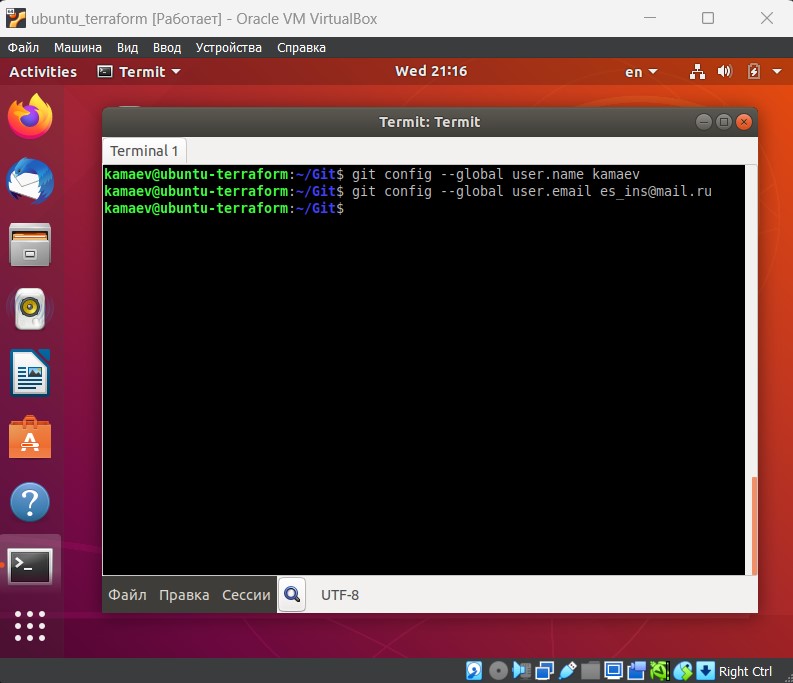 ubuntu_terraform [Работает] - Oracle VM VirtualBox
Файл Машина Вид Ввод Устройства Справка
Activities Termit Wed 21:16 en
Termit: Termit
Terminal 1
kamaev@ubuntu-terraform:~/Git$ git config --global user.name kamaev
kamaev@ubuntu-terraform:~/Git$ git config --global user.email es_ins@mail.ru
kamaev@ubuntu-terraform:~/Git$
Файл Правка Сессии UTF-8
Right Ctrl